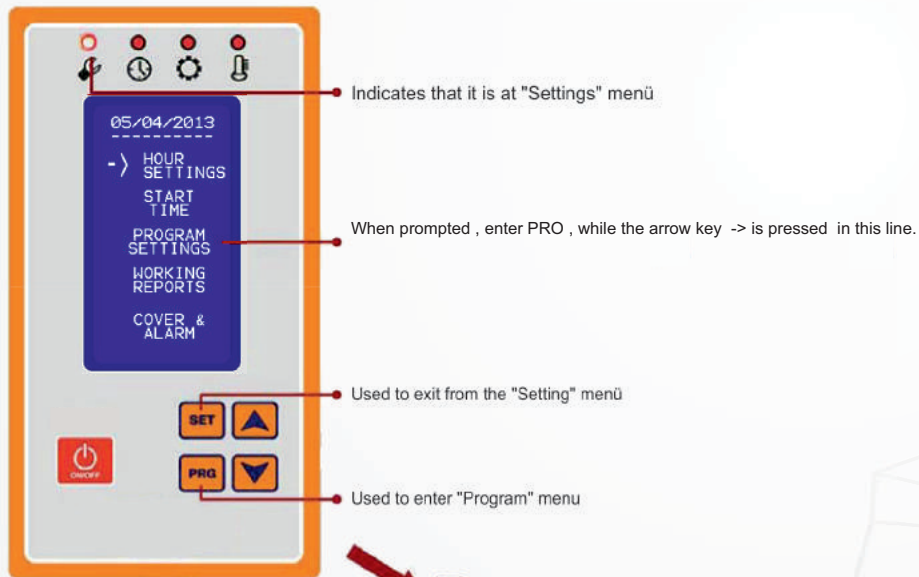 Indicates that it is at "Settings" menü
05/04/2013
-> HOUR
SETTINGS
START
TIME
PROGRAM
SETTINGS
When prompted , enter PRO , while the arrow key -> is pressed in this line.
WORKING
REPORTS
COVER &
ALARM
Used to exit from the "Setting" menü
SET
ON/OFF
PRG
Used to enter "Program" menu